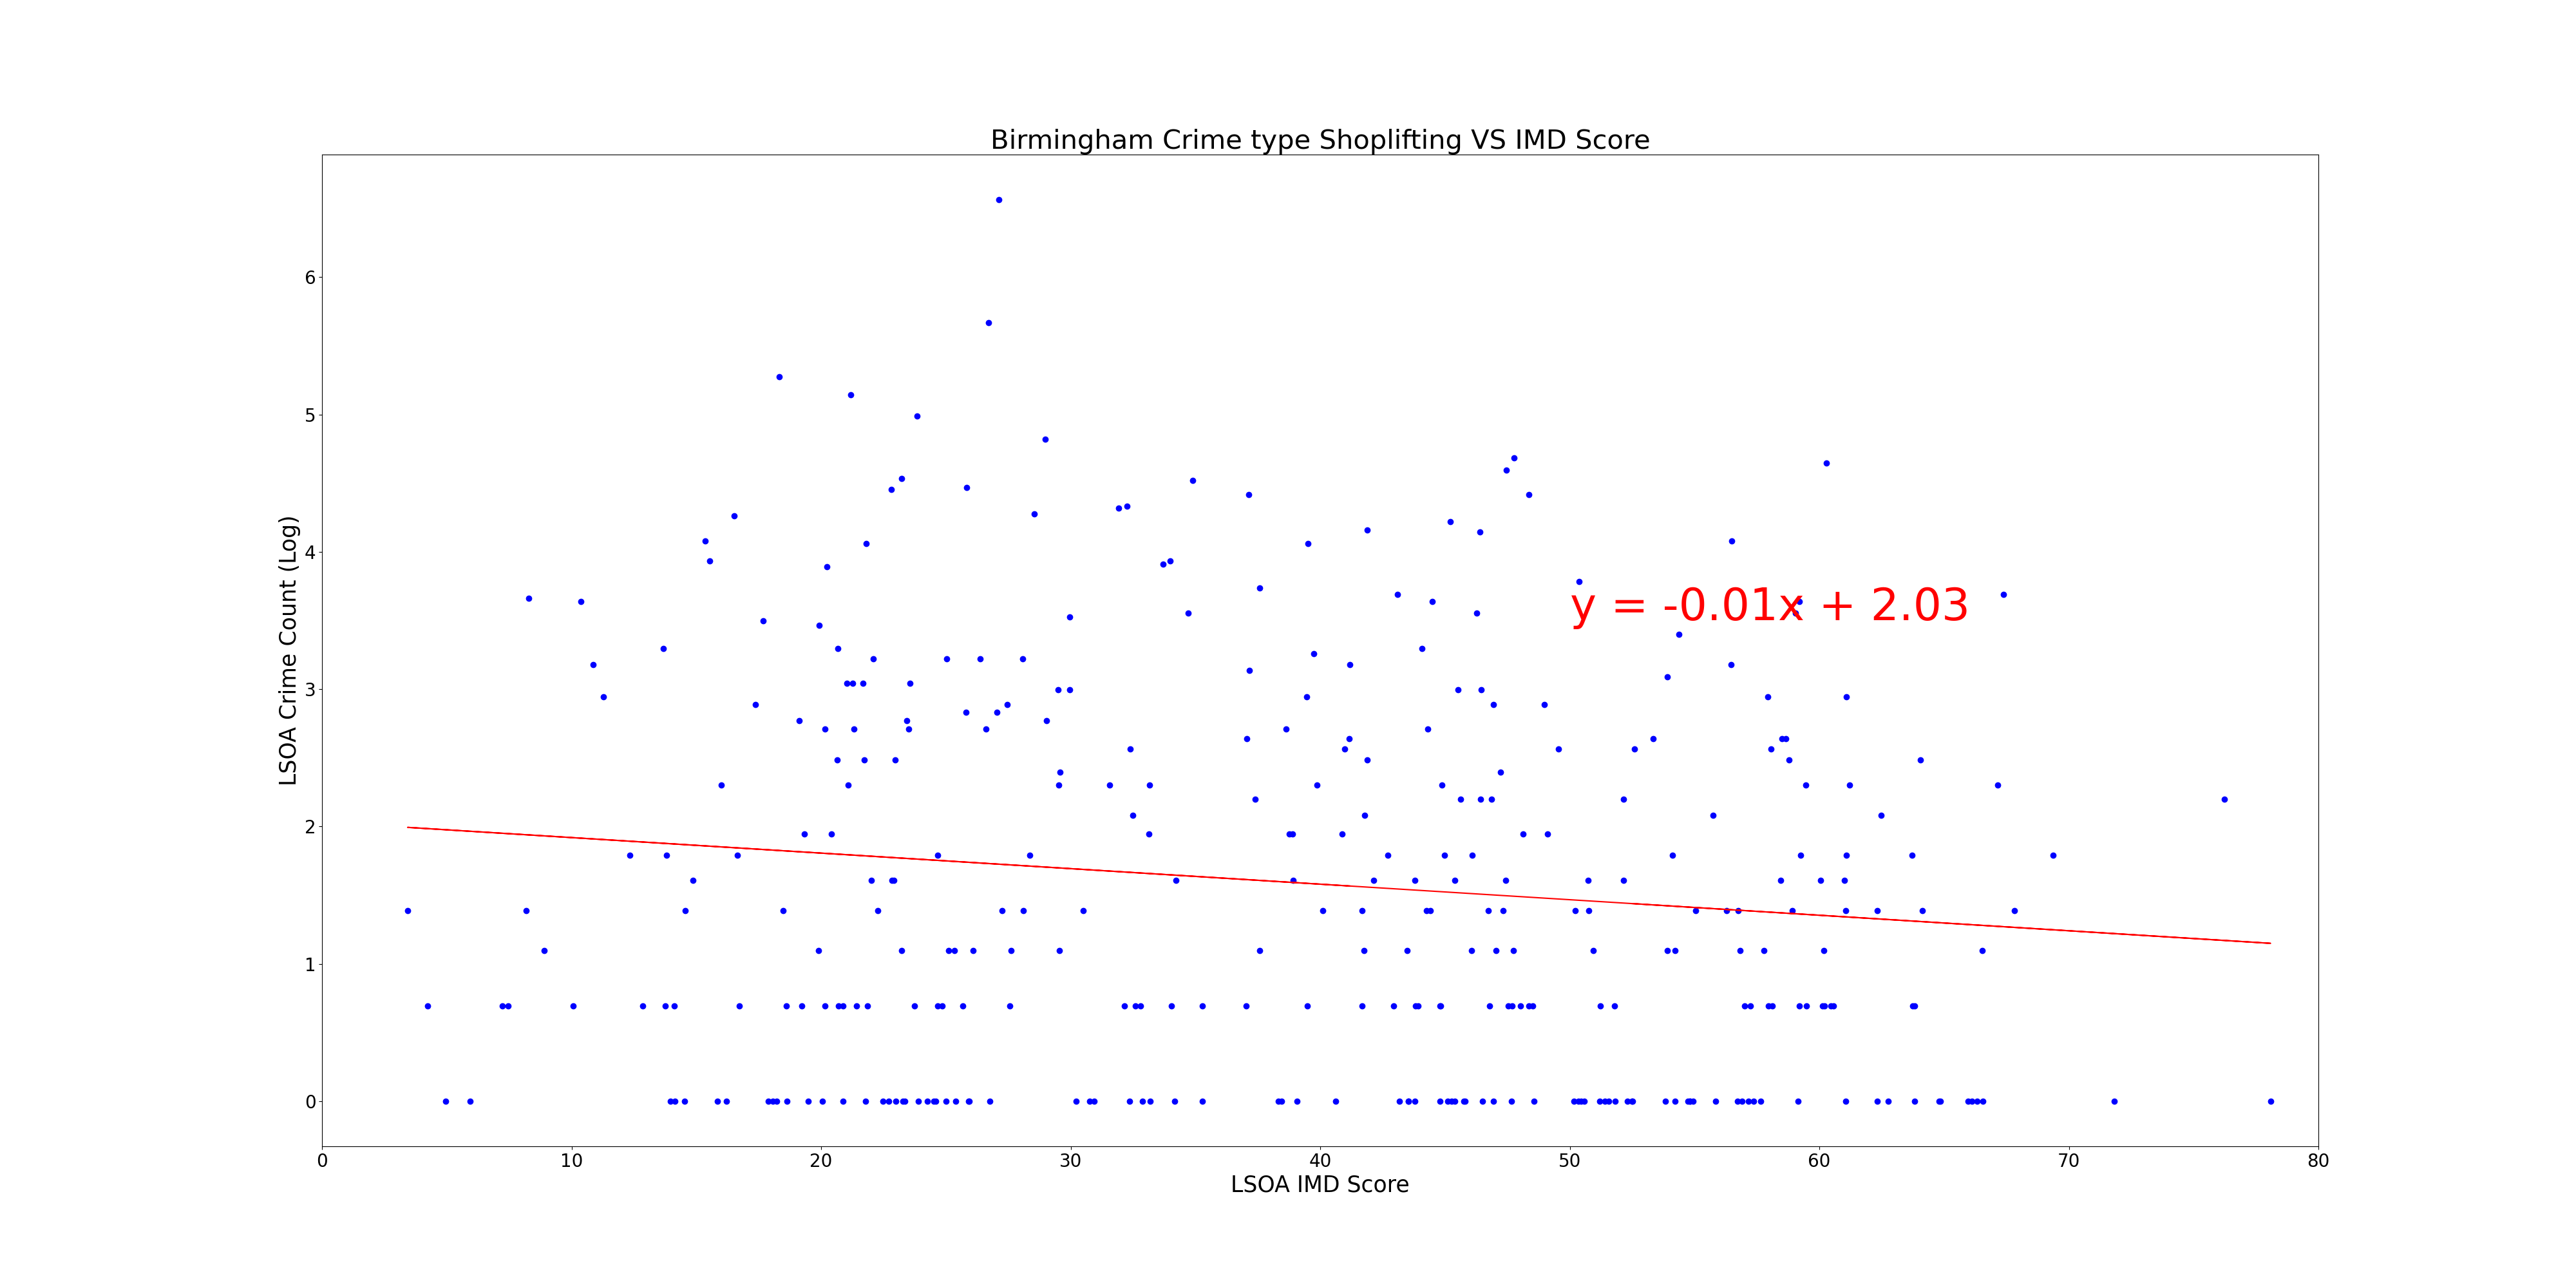 Birmingham Crime type Shoplifting VS IMD Score
6
5
4
3
2
1
0
LSOA Crime Count (Log)
y = -0.01x + 2.03
0 10 20 30 40 50 60 70 80
LSOA IMD Score